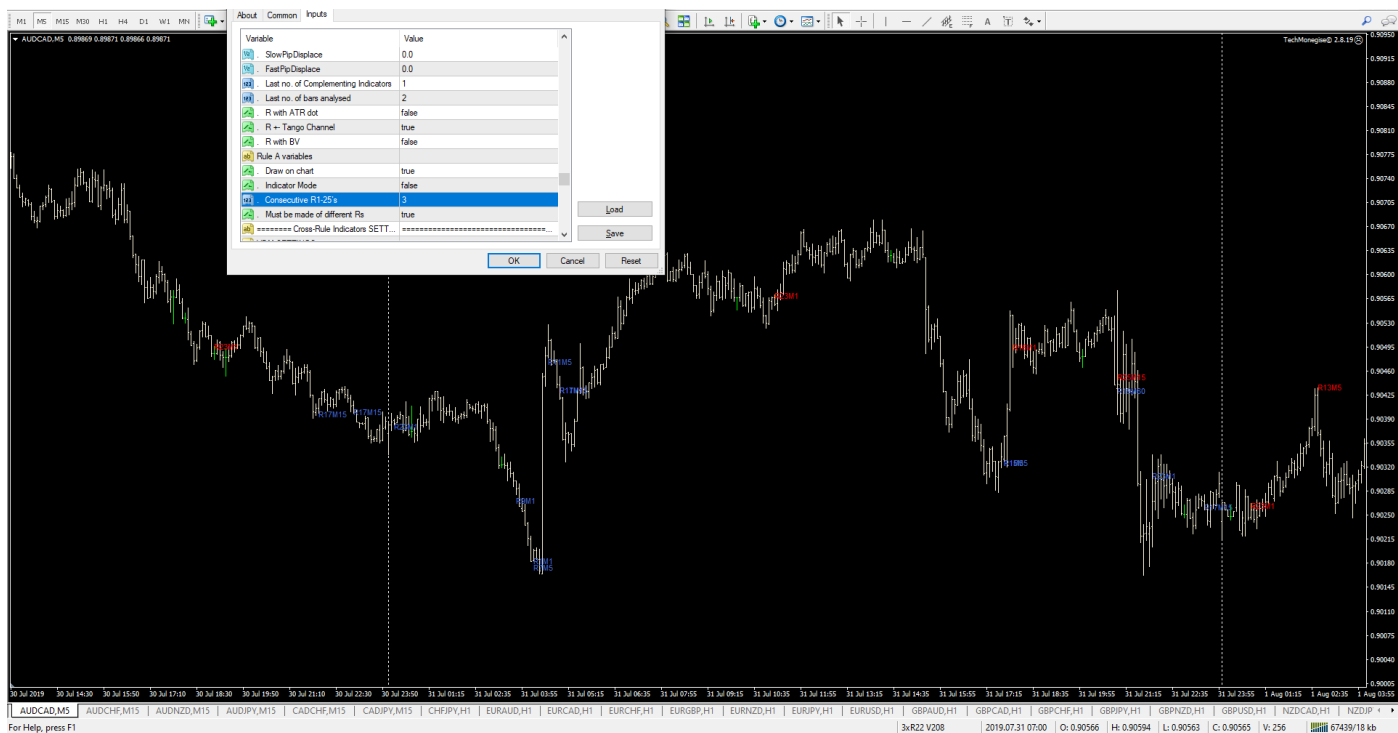 M1 M5 M15 M30 H1 H4 D1 W1 MN
About Common Inputs
Variable Value
. SlowPipDisplace 0.0
. FastPipDisplace 0.0
. Last no. of Complementing Indicators 1
. Last no. of bars analysed 2
. R with ATR dot false
. R +- Tango Channel true
. R with BV false
Rule A variables
. Draw on chart true
. Indicator Mode false
. Consecutive R1-25's 3
. Must be made of different Rs true
======== Cross-Rule Indicators SETT... =================================...
Load
Save
OK Cancel Reset
AUDCAD,M5 0.89869 0.89871 0.89866 0.89871
TechMonegise© 2.8.19
0.90950
0.90915
0.90880
0.90845
0.90810
0.90775
0.90740
0.90705
0.90670
0.90635
0.90600
0.90565
0.90530
0.90495
0.90460
0.90425
0.90390
0.90355
0.90320
0.90285
0.90250
0.90215
0.90180
0.90145
0.90110
0.90075
0.90040
0.90005
R13M5
R17M15
R17M15
R9M1
30 Jul 2019 30 Jul 14:30 30 Jul 15:50 30 Jul 17:10 30 Jul 18:30 30 Jul 19:50 30 Jul 21:10 30 Jul 22:30 30 Jul 23:50 31 Jul 01:15 31 Jul 02:35 31 Jul 03:55 31 Jul 05:15 31 Jul 06:35 31 Jul 07:55 31 Jul 09:15 31 Jul 10:35 31 Jul 11:55 31 Jul 13:15 31 Jul 14:35 31 Jul 15:55 31 Jul 17:15 31 Jul 18:35 31 Jul 19:55 31 Jul 21:15 31 Jul 22:35 31 Jul 23:55 1 Aug 01:15 1 Aug 02:35 1 Aug 03:55
AUDCAD,M5 AUDCHF,M15 AUDNZD,M15 AUDJPY,M15 CADCHF,M15 CADJPY,M15 CHFJPY,H1 EURAUD,H1 EURCAD,H1 EURCHF,H1 EURGBP,H1 EURNZD,H1 EURJPY,H1 EURUSD,H1 GBPAUD,H1 GBPCAD,H1 GBPCHF,H1 GBPJPY,H1 GBPNZD,H1 GBPUSD,H1 NZDCAD,H1 NZDJP
For Help, press F1 3xR22 V208 2019.07.31 07:00 O: 0.90566 H: 0.90594 L: 0.90563 C: 0.90565 V: 256 67439/18 kb